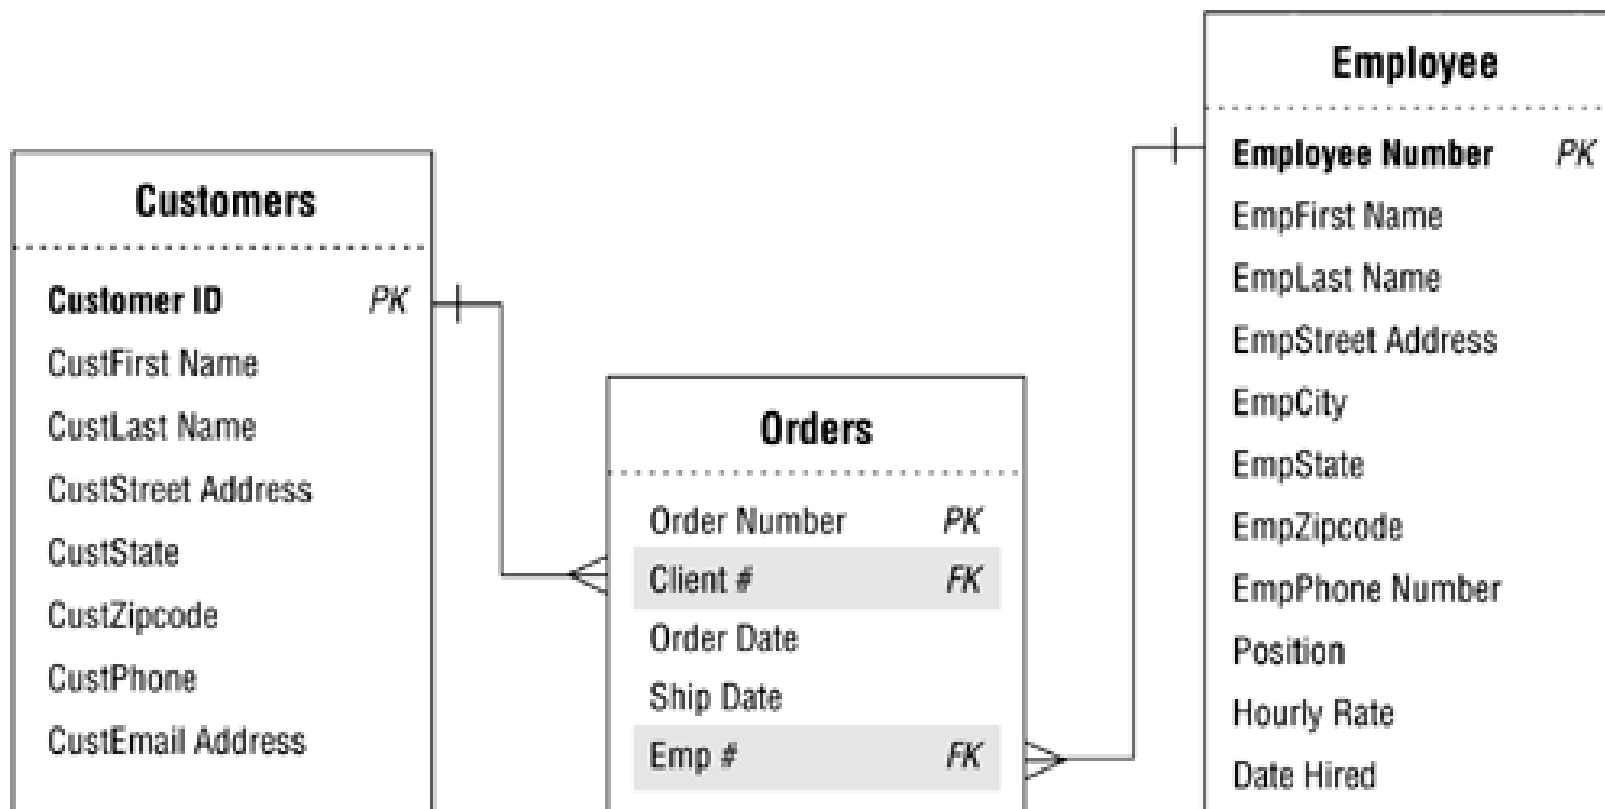 Customers
Customer ID PK
CustFirst Name
CustLast Name
CustStreet Address
CustState
CustZipcode
CustPhone
CustEmail Address
Orders
Order Number PK
Client # FK
Order Date
Ship Date
Emp # FK
Employee
Employee Number PK
EmpFirst Name
EmpLast Name
EmpStreet Address
EmpCity
EmpState
EmpZipcode
EmpPhone Number
Position
Hourly Rate
Date Hired